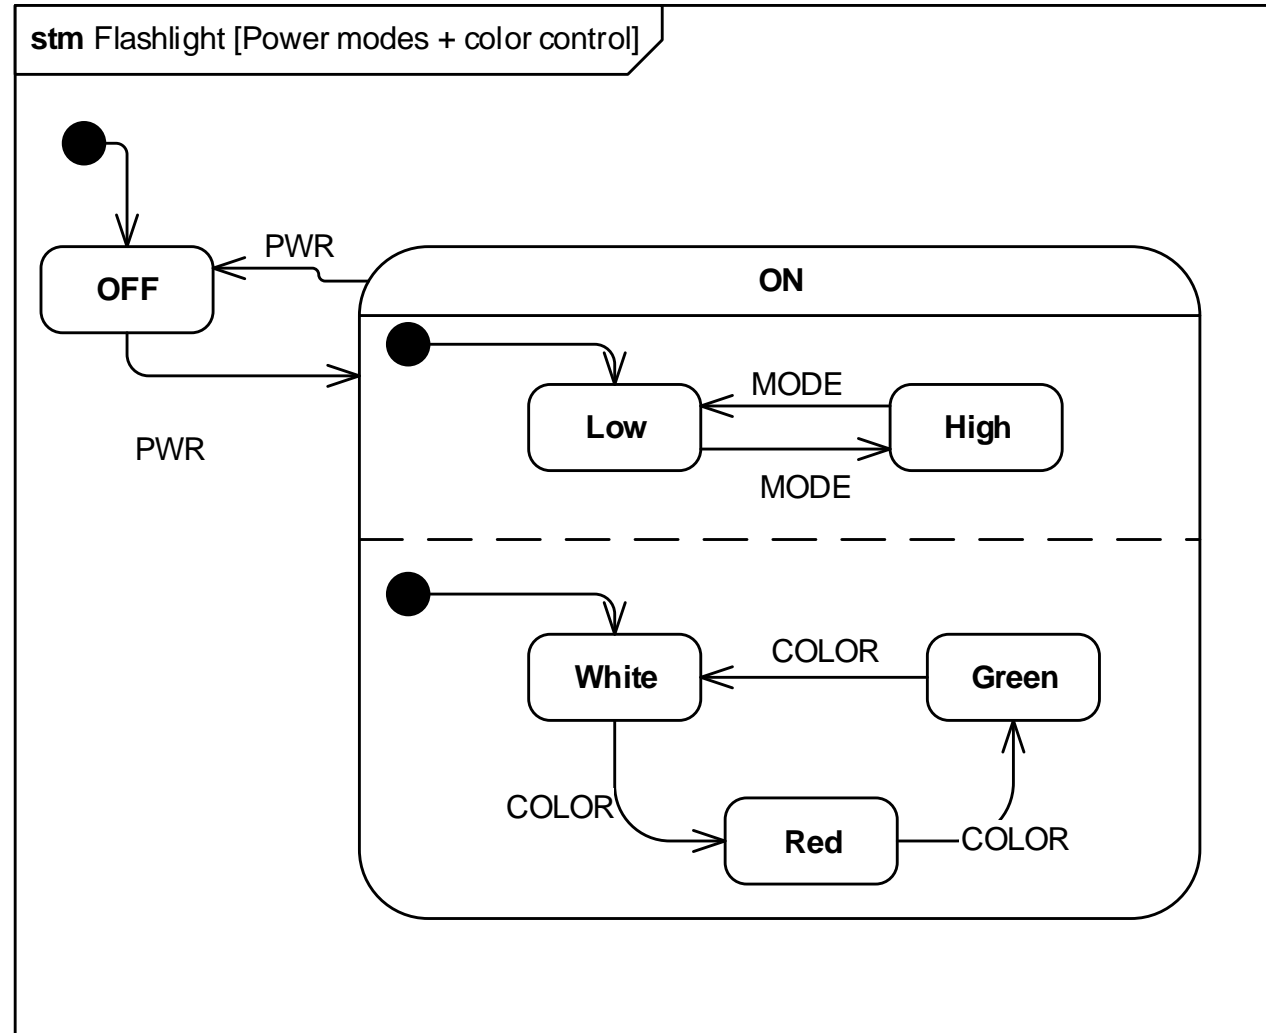 stm Flashlight [Power modes + color control]
PWR
OFF
ON
PWR
MODE
Low
High
MODE
COLOR
White
Green
COLOR
Red
COLOR